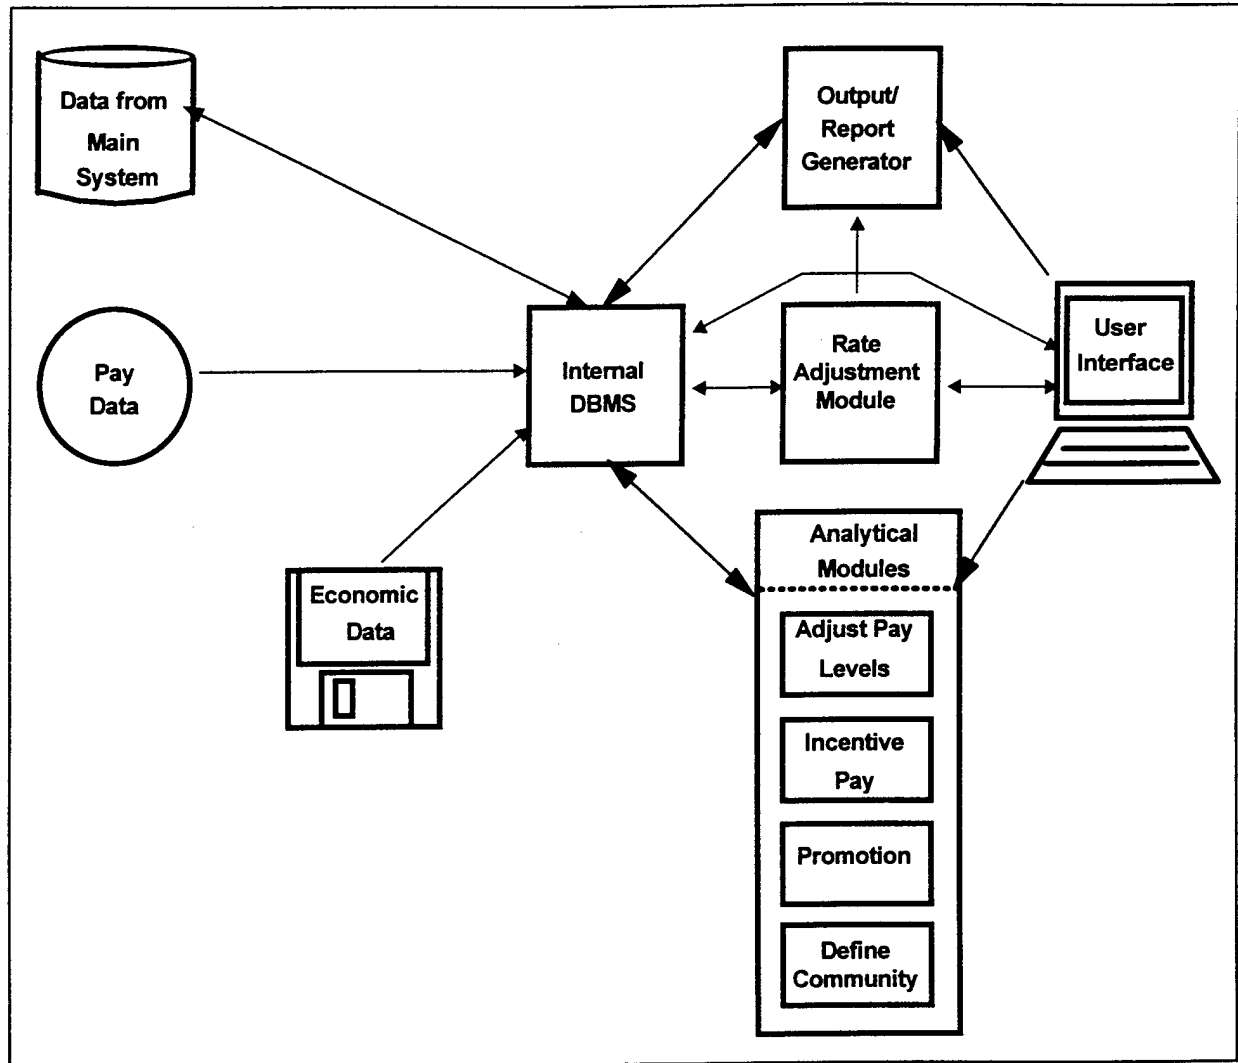 Data from
Main
System
Output/
Report
Generator
Pay
Data
Internal
DBMS
Rate
Adjustment
Module
User
Interface
Economic
Data
Analytical
Modules
Adjust Pay
Levels
Incentive
Pay
Promotion
Define
Community